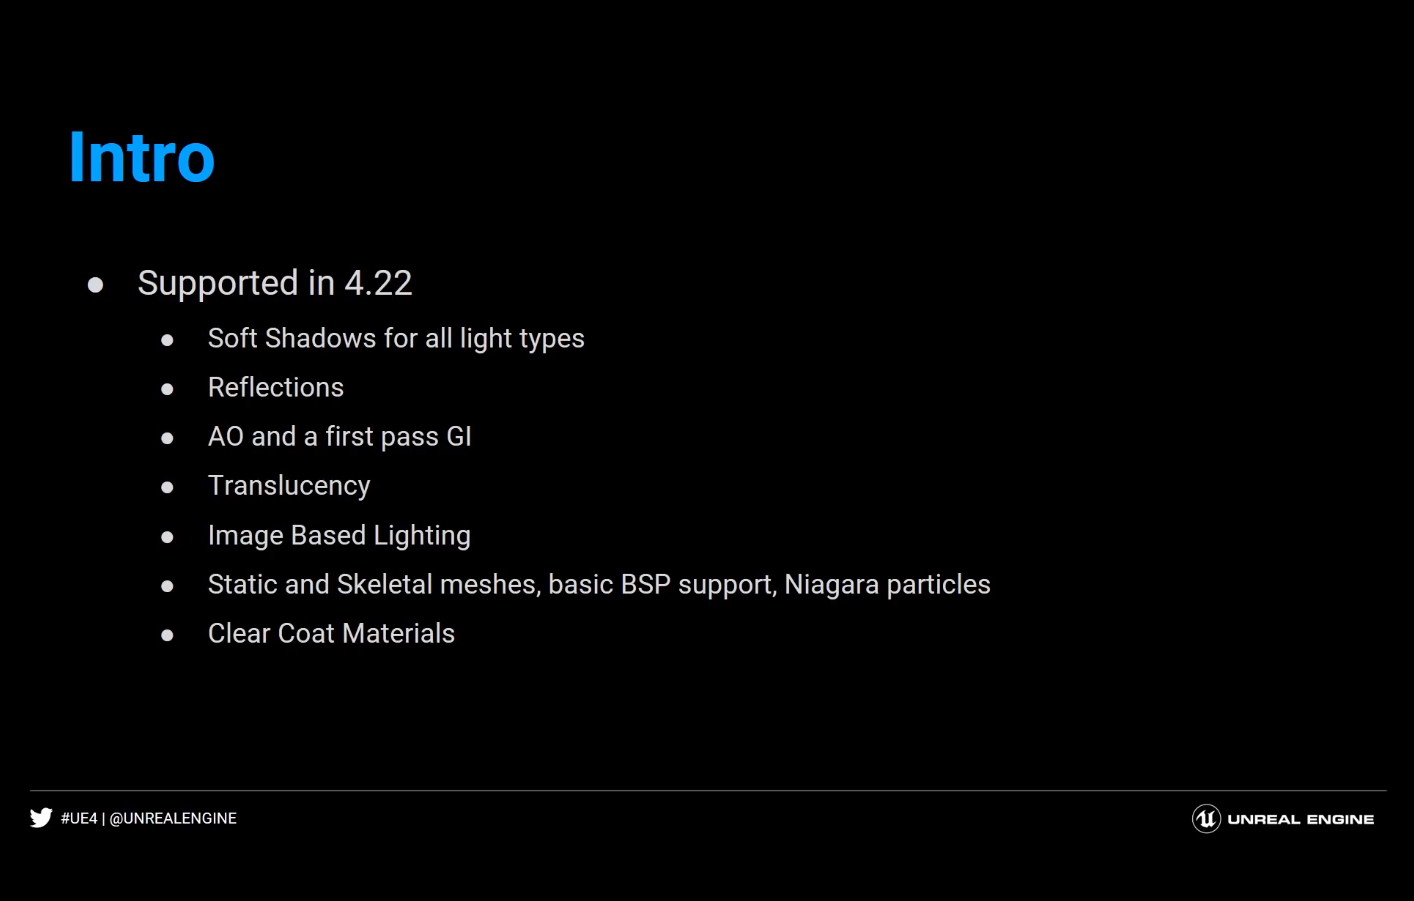 Intro
● Supported in 4.22
● Soft Shadows for all light types
● Reflections
● AO and a first pass GI
● Translucency
● Image Based Lighting
● Static and Skeletal meshes, basic BSP support, Niagara particles
● Clear Coat Materials
#UE4 | @UNREALENGINE
UNREAL ENGINE